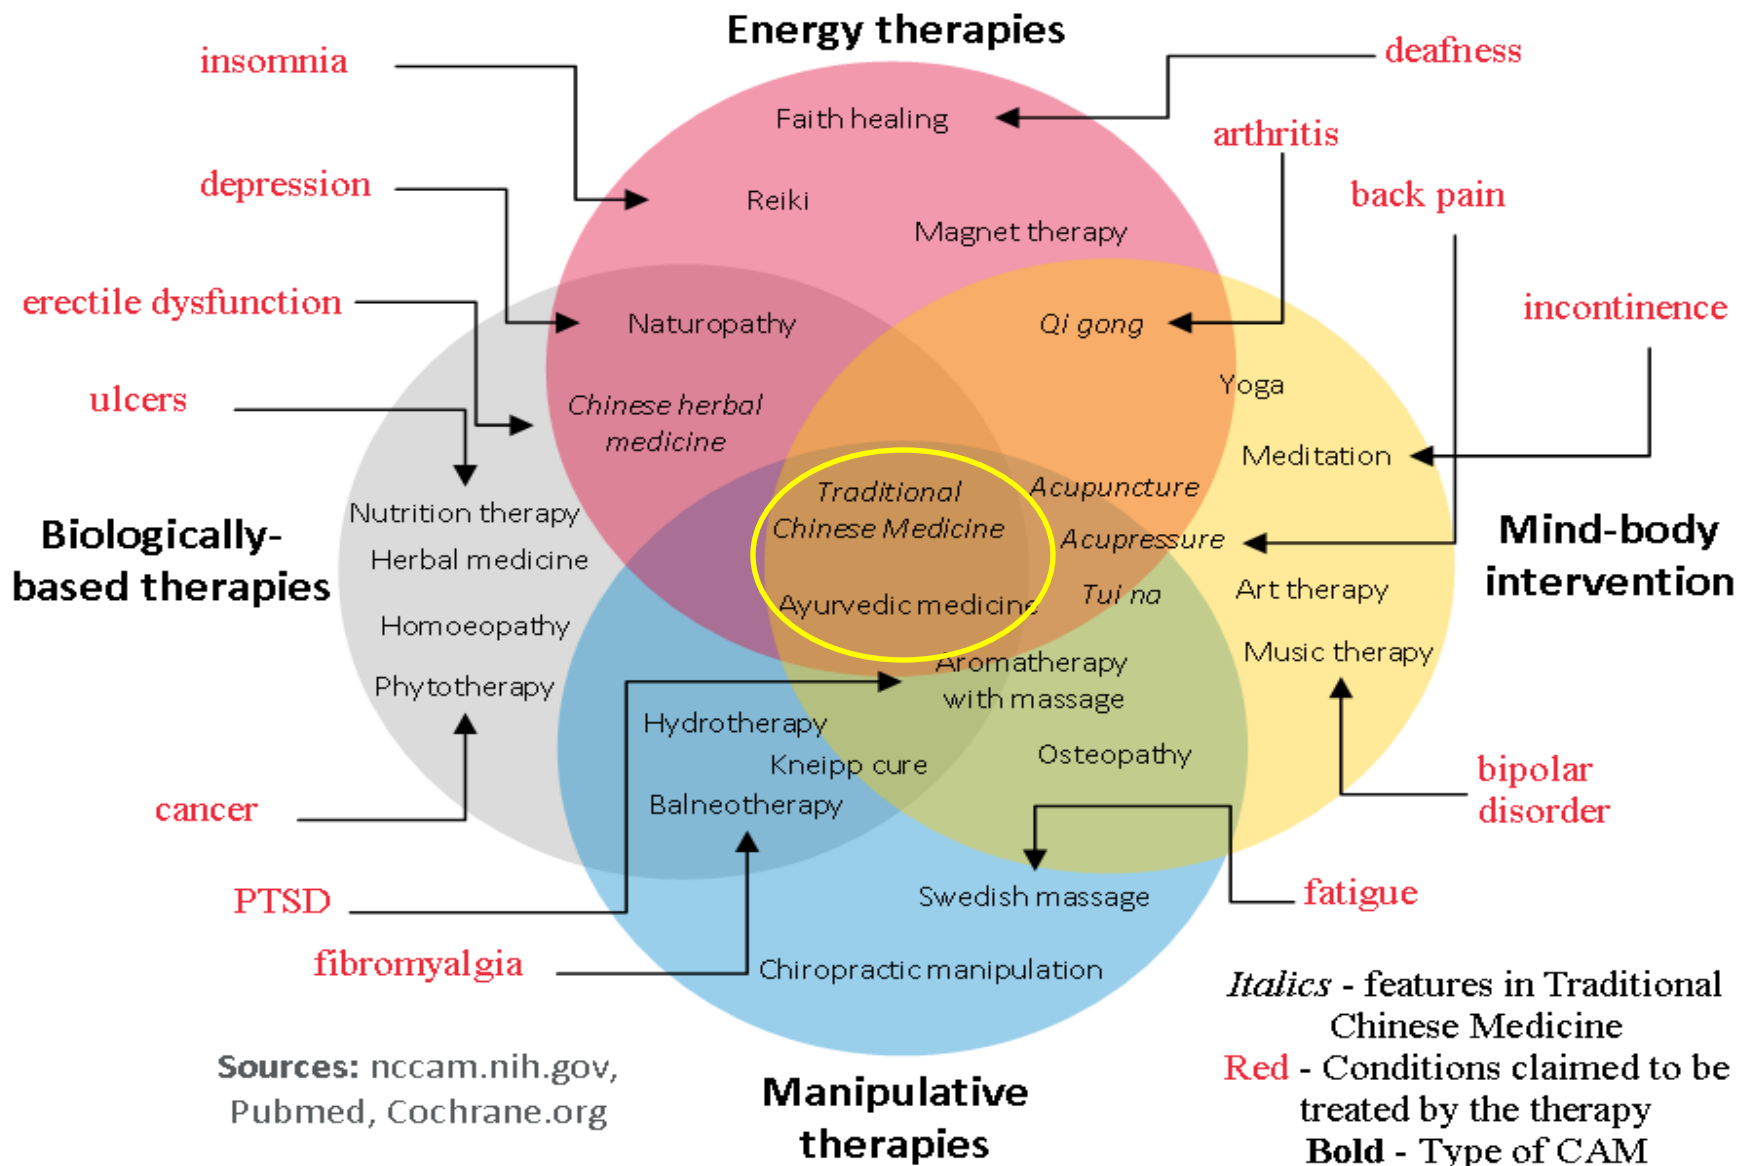 Energy therapies
insomnia
deafness
Faith healing
arthritis
depression
Reiki
back pain
Magnet therapy
erectile dysfunction
Naturopathy
Qi gong
incontinence
ulcers
Chinese herbal
medicine
Yoga
Meditation
Traditional
Chinese Medicine
Acupuncture
Acupressure
Biologically-
based therapies
Nutrition therapy
Herbal medicine
Mind-body
intervention
Ayurvedic medicine
Tui na
Art therapy
Homoeopathy
Music therapy
Phytotherapy
Aromatherapy
with massage
Hydrotherapy
Kneipp cure
Osteopathy
Balneotherapy
cancer
bipolar
disorder
PTSD
Swedish massage
fatigue
fibromyalgia
Chiropractic manipulation
Italics - features in Traditional
Chinese Medicine
Red - Conditions claimed to be
treated by the therapy
Bold - Type of CAM
Sources: nccam.nih.gov,
Pubmed, Cochrane.org
Manipulative
therapies